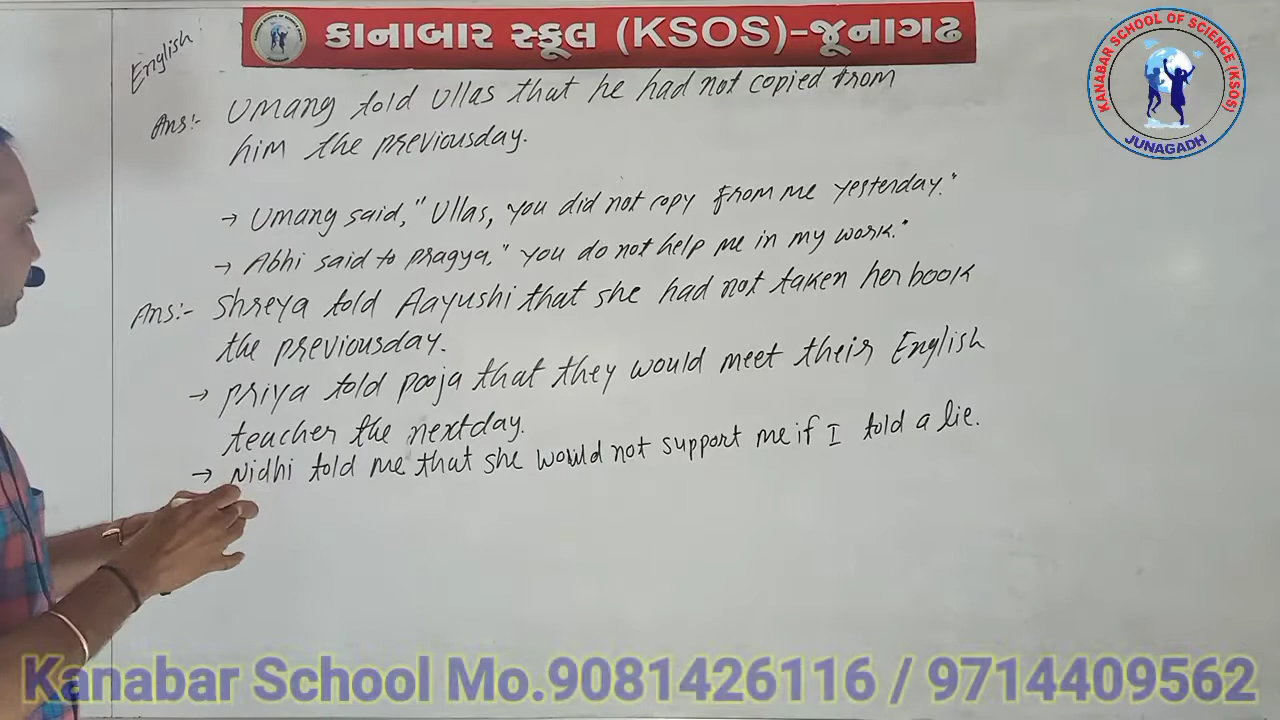 કાનાબાર સ્કૂલ (KSOS)-જૂનાગઢ
KANABAR SCHOOL OF SCIENCE (KSOS)
JUNAGADH
English:
Ans:- Umang told Ullas that he had not copied from
him the previousday.
→ Umang said, "Ullas, you did not copy from me yesterday."
→ Abhi said to Pragya, "You do not help me in my work."
Ans:- Shreya told Aayushi that she had not taken her book
the previousday.
→ Priya told Pooja that they would meet their English
teacher the nextday.
→ Nidhi told me that she would not support me if I told a lie.
Kanabar School Mo.9081426116 / 9714409562